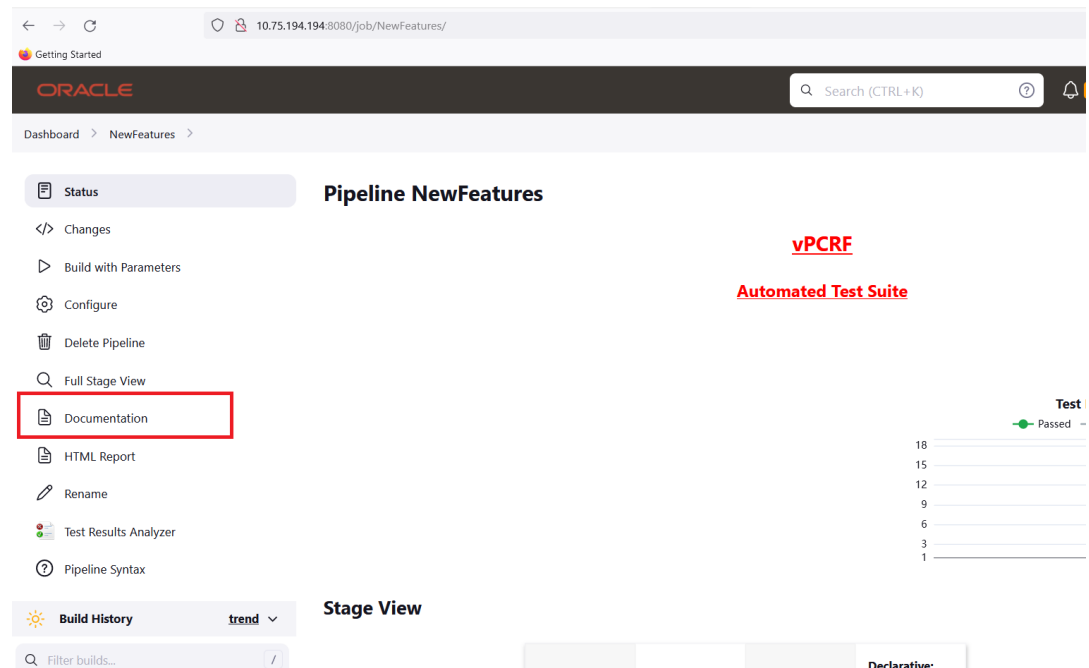 10.75.194.194:8080/job/NewFeatures/
Getting Started
ORACLE
Search (CTRL+K)
Dashboard > NewFeatures >
Status
Changes
Build with Parameters
Configure
Delete Pipeline
Full Stage View
Documentation
HTML Report
Rename
Test Results Analyzer
Pipeline Syntax
Build History trend
Filter builds... /
Pipeline NewFeatures
vPCRF
Automated Test Suite
Test
Passed
18
15
12
9
6
3
1
Stage View
Declarative: